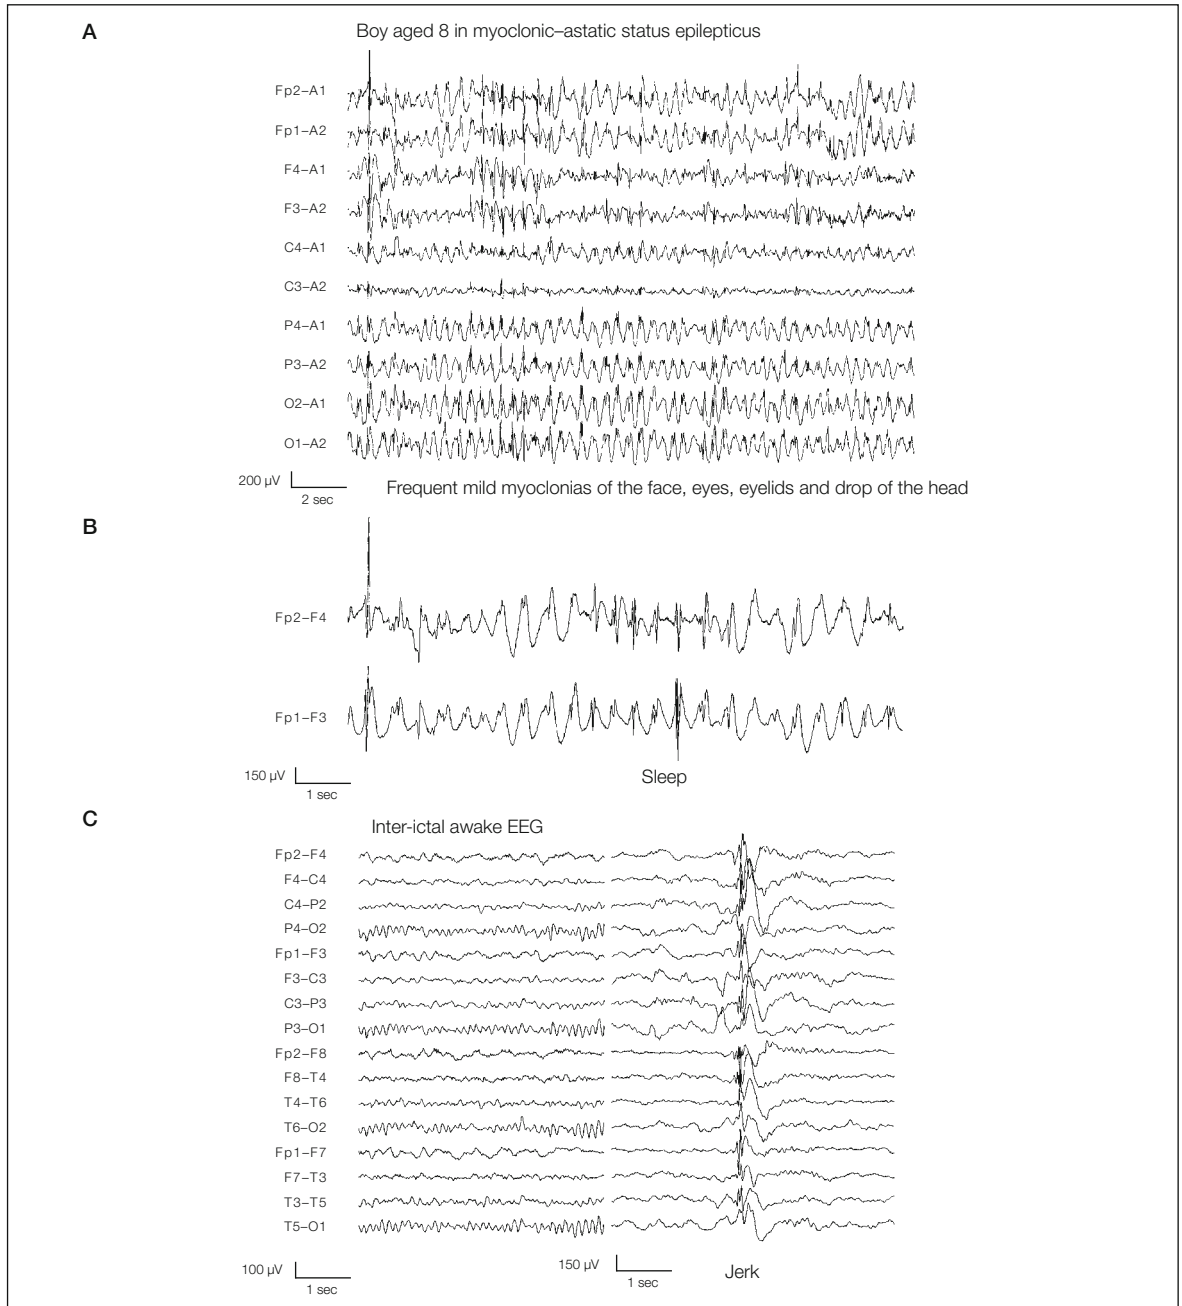 A
Boy aged 8 in myoclonic–astatic status epilepticus
Fp2–A1
Fp1–A2
F4–A1
F3–A2
C4–A1
C3–A2
P4–A1
P3–A2
O2–A1
O1–A2
200 µV
2 sec
Frequent mild myoclonias of the face, eyes, eyelids and drop of the head
B
Fp2–F4
Fp1–F3
150 µV
1 sec
Sleep
C
Inter-ictal awake EEG
Fp2–F4
F4–C4
C4–P2
P4–O2
Fp1–F3
F3–C3
C3–P3
P3–O1
Fp2–F8
F8–T4
T4–T6
T6–O2
Fp1–F7
F7–T3
T3–T5
T5–O1
100 µV
1 sec
150 µV
1 sec
Jerk